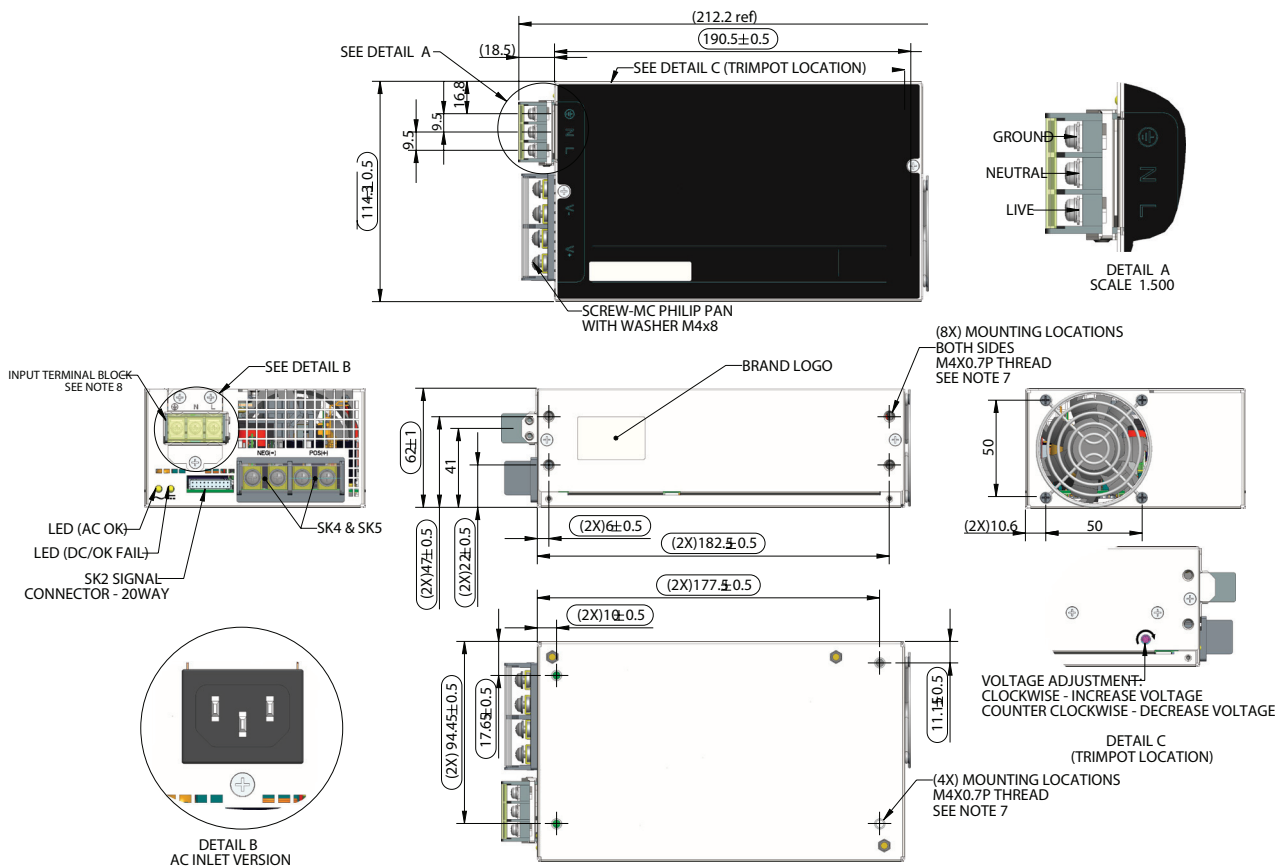 (212.2 ref)
190.5±0.5
(18.5)
SEE DETAIL A
SEE DETAIL C (TRIMPOT LOCATION)
16.8
9.5
9.5
114.3±0.5
N
L
V-
V+
SCREW-MC PHILIP PAN
WITH WASHER M4x8
GROUND
NEUTRAL
LIVE
N
L
DETAIL A
SCALE 1.500
INPUT TERMINAL BLOCK
SEE NOTE 8
SEE DETAIL B
N
NEG(-)
POS(+)
LED (AC OK)
LED (DC/OK FAIL)
SK2 SIGNAL
CONNECTOR - 20WAY
SK4 & SK5
BRAND LOGO
(8X) MOUNTING LOCATIONS
BOTH SIDES
M4X0.7P THREAD
SEE NOTE 7
62±1
41
(2X)47±0.5
(2X)22±0.5
(2X)6±0.5
(2X)182.5±0.5
50
(2X)10.6
50
(2X)177.5±0.5
(2X)10±0.5
(2X) 94.45±0.5
17.65±0.5
11.15±0.5
(4X) MOUNTING LOCATIONS
M4X0.7P THREAD
SEE NOTE 7
VOLTAGE ADJUSTMENT:
CLOCKWISE - INCREASE VOLTAGE
COUNTER CLOCKWISE - DECREASE VOLTAGE
DETAIL C
(TRIMPOT LOCATION)
DETAIL B
AC INLET VERSION